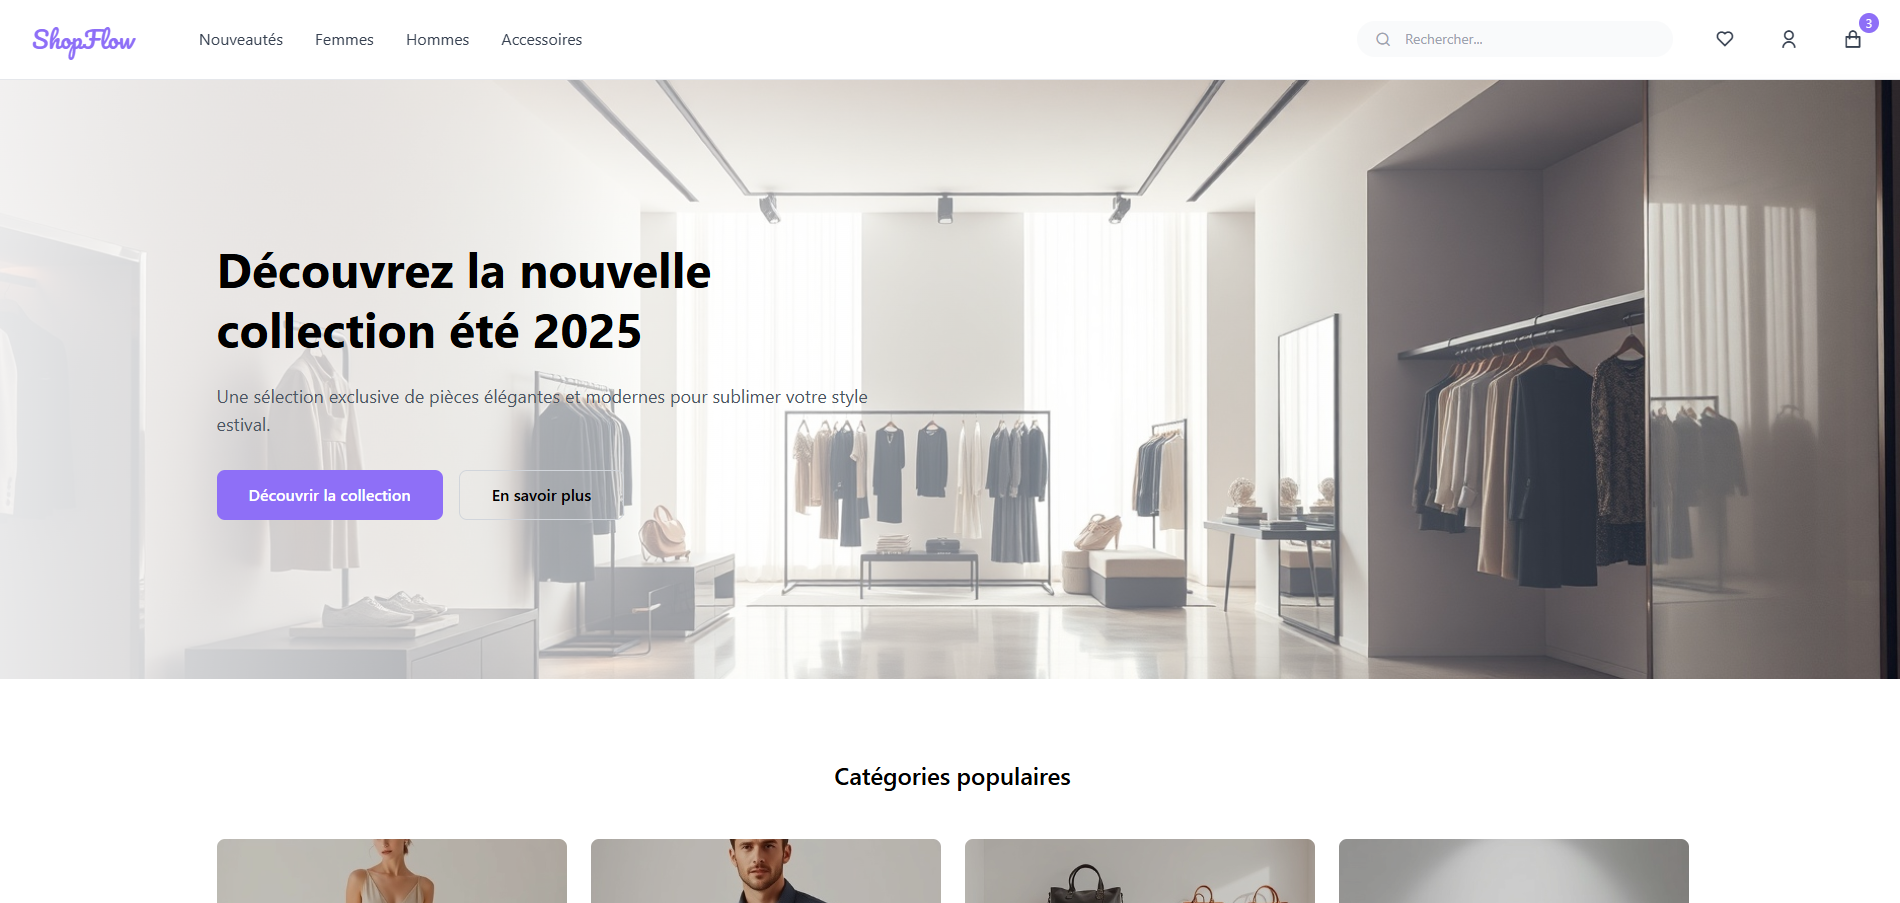 ShopFlow
Nouveautés
Femmes
Hommes
Accessoires
Rechercher...
3
Découvrez la nouvelle
collection été 2025
Une sélection exclusive de pièces élégantes et modernes pour sublimer votre style
estival.
Découvrir la collection
En savoir plus
Catégories populaires